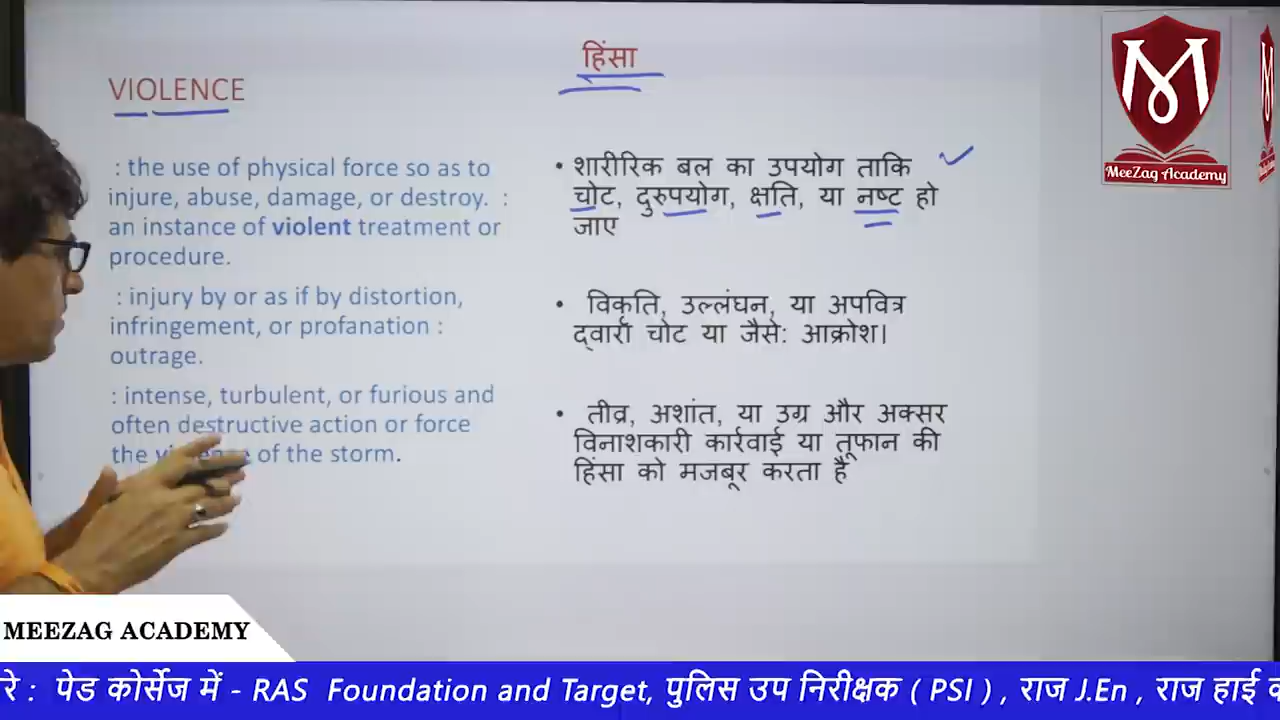 VIOLENCE
: the use of physical force so as to
injure, abuse, damage, or destroy. :
an instance of violent treatment or
procedure.
: injury by or as if by distortion,
infringement, or profanation :
outrage.
: intense, turbulent, or furious and
often destructive action or force
the violence of the storm.
हिंसा
• शारीरिक बल का उपयोग ताकि
चोट, दुरुपयोग, क्षति, या नष्ट हो
जाए
• विकृति, उल्लंघन, या अपवित्र
द्वारा चोट या जैसे: आक्रोश।
• तीव्र, अशांत, या उग्र और अक्सर
विनाशकारी कार्रवाई या तूफान की
हिंसा को मजबूर करता है
M
MeeZag Academy
MEEZAG ACADEMY
रे : पेड कोर्सेज में - RAS Foundation and Target, पुलिस उप निरीक्षक ( PSI ) , राज J.En , राज हाई